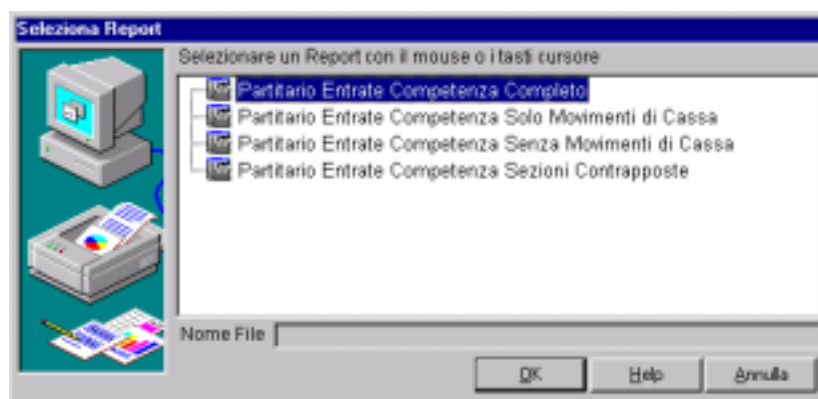 Seleziona Report
Selezionare un Report con il mouse o i tasti cursore
Partitario Entrate Competenza Completo
Partitario Entrate Competenza Solo Movimenti di Cassa
Partitario Entrate Competenza Senza Movimenti di Cassa
Partitario Entrate Competenza Sezioni Contrapposte
Nome File
OK Help Annulla